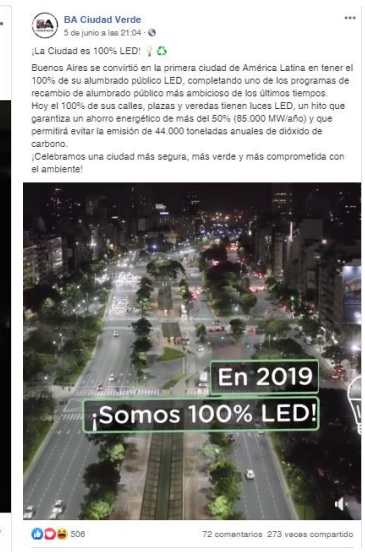 BA Ciudad Verde
5 de junio a las 21:04 ·
¡La Ciudad es 100% LED!
Buenos Aires se convirtió en la primera ciudad de América Latina en tener el
100% de su alumbrado público LED, completando uno de los programas de
recambio de alumbrado público más ambicioso de los últimos tiempos.
Hoy el 100% de sus calles, plazas y veredas tienen luces LED, un hito que
garantiza un ahorro energético de más del 50% (85.000 MW/año) y que
permitirá evitar la emisión de 44.000 toneladas anuales de dióxido de
carbono.
¡Celebramos una ciudad más segura, más verde y más comprometida con
el ambiente!
En 2019
¡Somos 100% LED!
506
72 comentarios 273 veces compartido